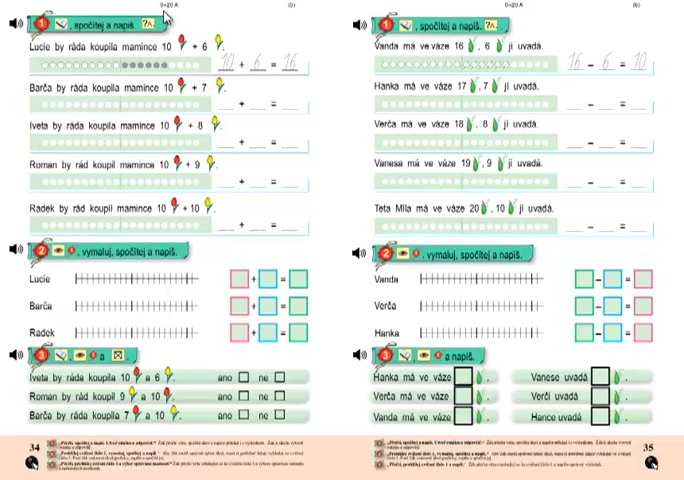 0–20 A (5)
1 , spočítej a napiš.
Lucie by ráda koupila mamince 10 + 6 .
10 + 6 = 16
Barča by ráda koupila mamince 10 + 7 .
+ =
Iveta by ráda koupila mamince 10 + 8
+ =
Roman by rád koupil mamince 10 + 9 .
+ =
Radek by rád koupil mamince 10 + 10 .
+ =
2 , vymaluj, spočítej a napiš.
Lucie + =
Barča + =
Radek + =
3 , a .
Iveta by ráda koupila 10 a 6 . ano ne
Roman by rád koupil 9 a 10 . ano ne
Barča by ráda koupila 7 a 10 . ano ne
34
0–20 A (6)
1 , spočítej a napiš.
Vanda má ve váze 16 , 6 jí uvadá.
16 – 6 = 10
Hanka má ve váze 17 , 7 jí uvadá.
– =
Verča má ve váze 18 , 8 jí uvadá.
– =
Vanesa má ve váze 19 , 9 jí uvadá.
– =
Teta Míla má ve váze 20 , 10 jí uvadá.
– =
2 , vymaluj, spočítej a napiš.
Vanda – =
Verča – =
Hanka – =
3 , a napiš.
Hanka má ve váze . Vanese uvadá .
Verča má ve váze . Verči uvadá .
Vanda má ve váze . Hance uvadá .
35